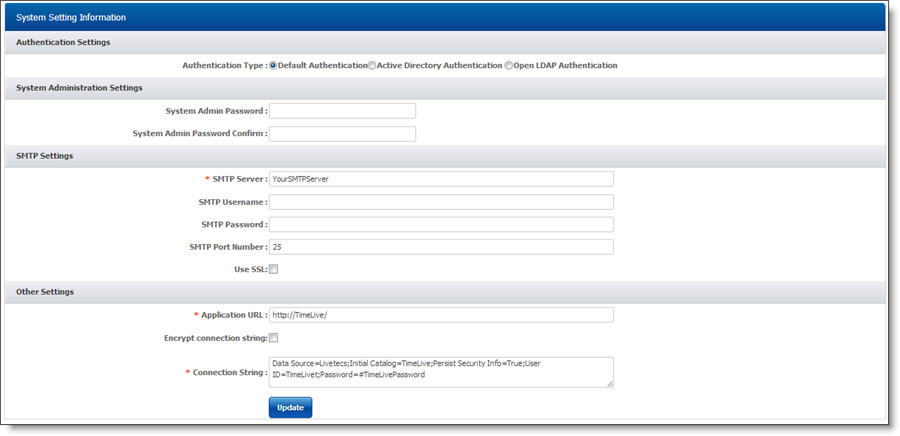 System Setting Information
Authentication Settings
Authentication Type : Default Authentication Active Directory Authentication Open LDAP Authentication
System Administration Settings
System Admin Password :
System Admin Password Confirm :
SMTP Settings
* SMTP Server : YourSMTPServer
SMTP Username :
SMTP Password :
SMTP Port Number : 25
Use SSL:
Other Settings
* Application URL : http://TimeLive/
Encrypt connection string:
* Connection String : Data Source=Livetecs;Initial Catalog=TimeLive;Persist Security Info=True;User
ID=TimeLivet;Password=#TimeLivePassword
Update